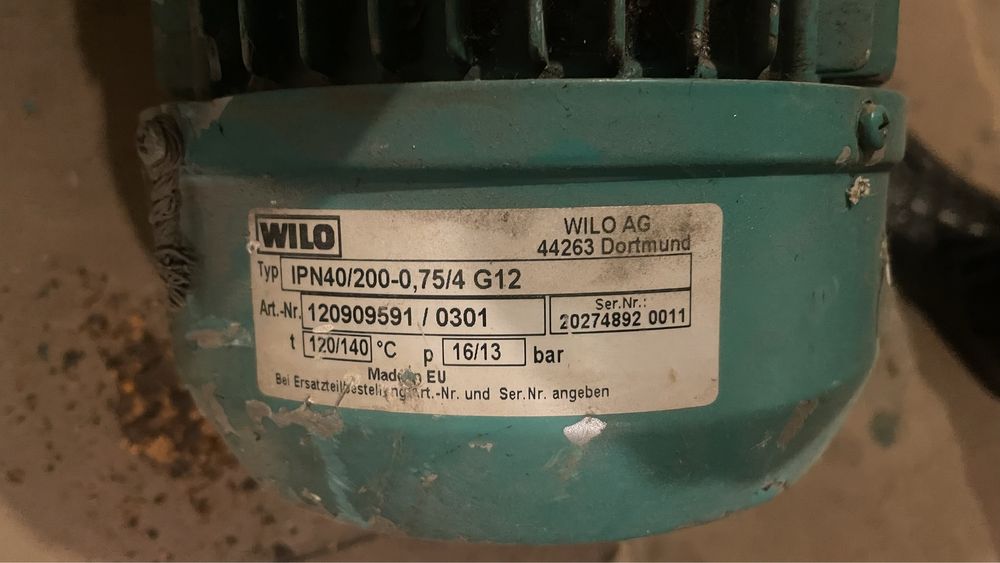 WILO
WILO AG
44263 Dortmund
Typ IPN40/200-0,75/4 G12
Art.-Nr. 120909591 / 0301
Ser.Nr.:
20274892 0011
t 120/140 °C p 16/13 bar
Made in EU
Bei Ersatzteilbestellung Art.-Nr. und Ser.Nr. angeben